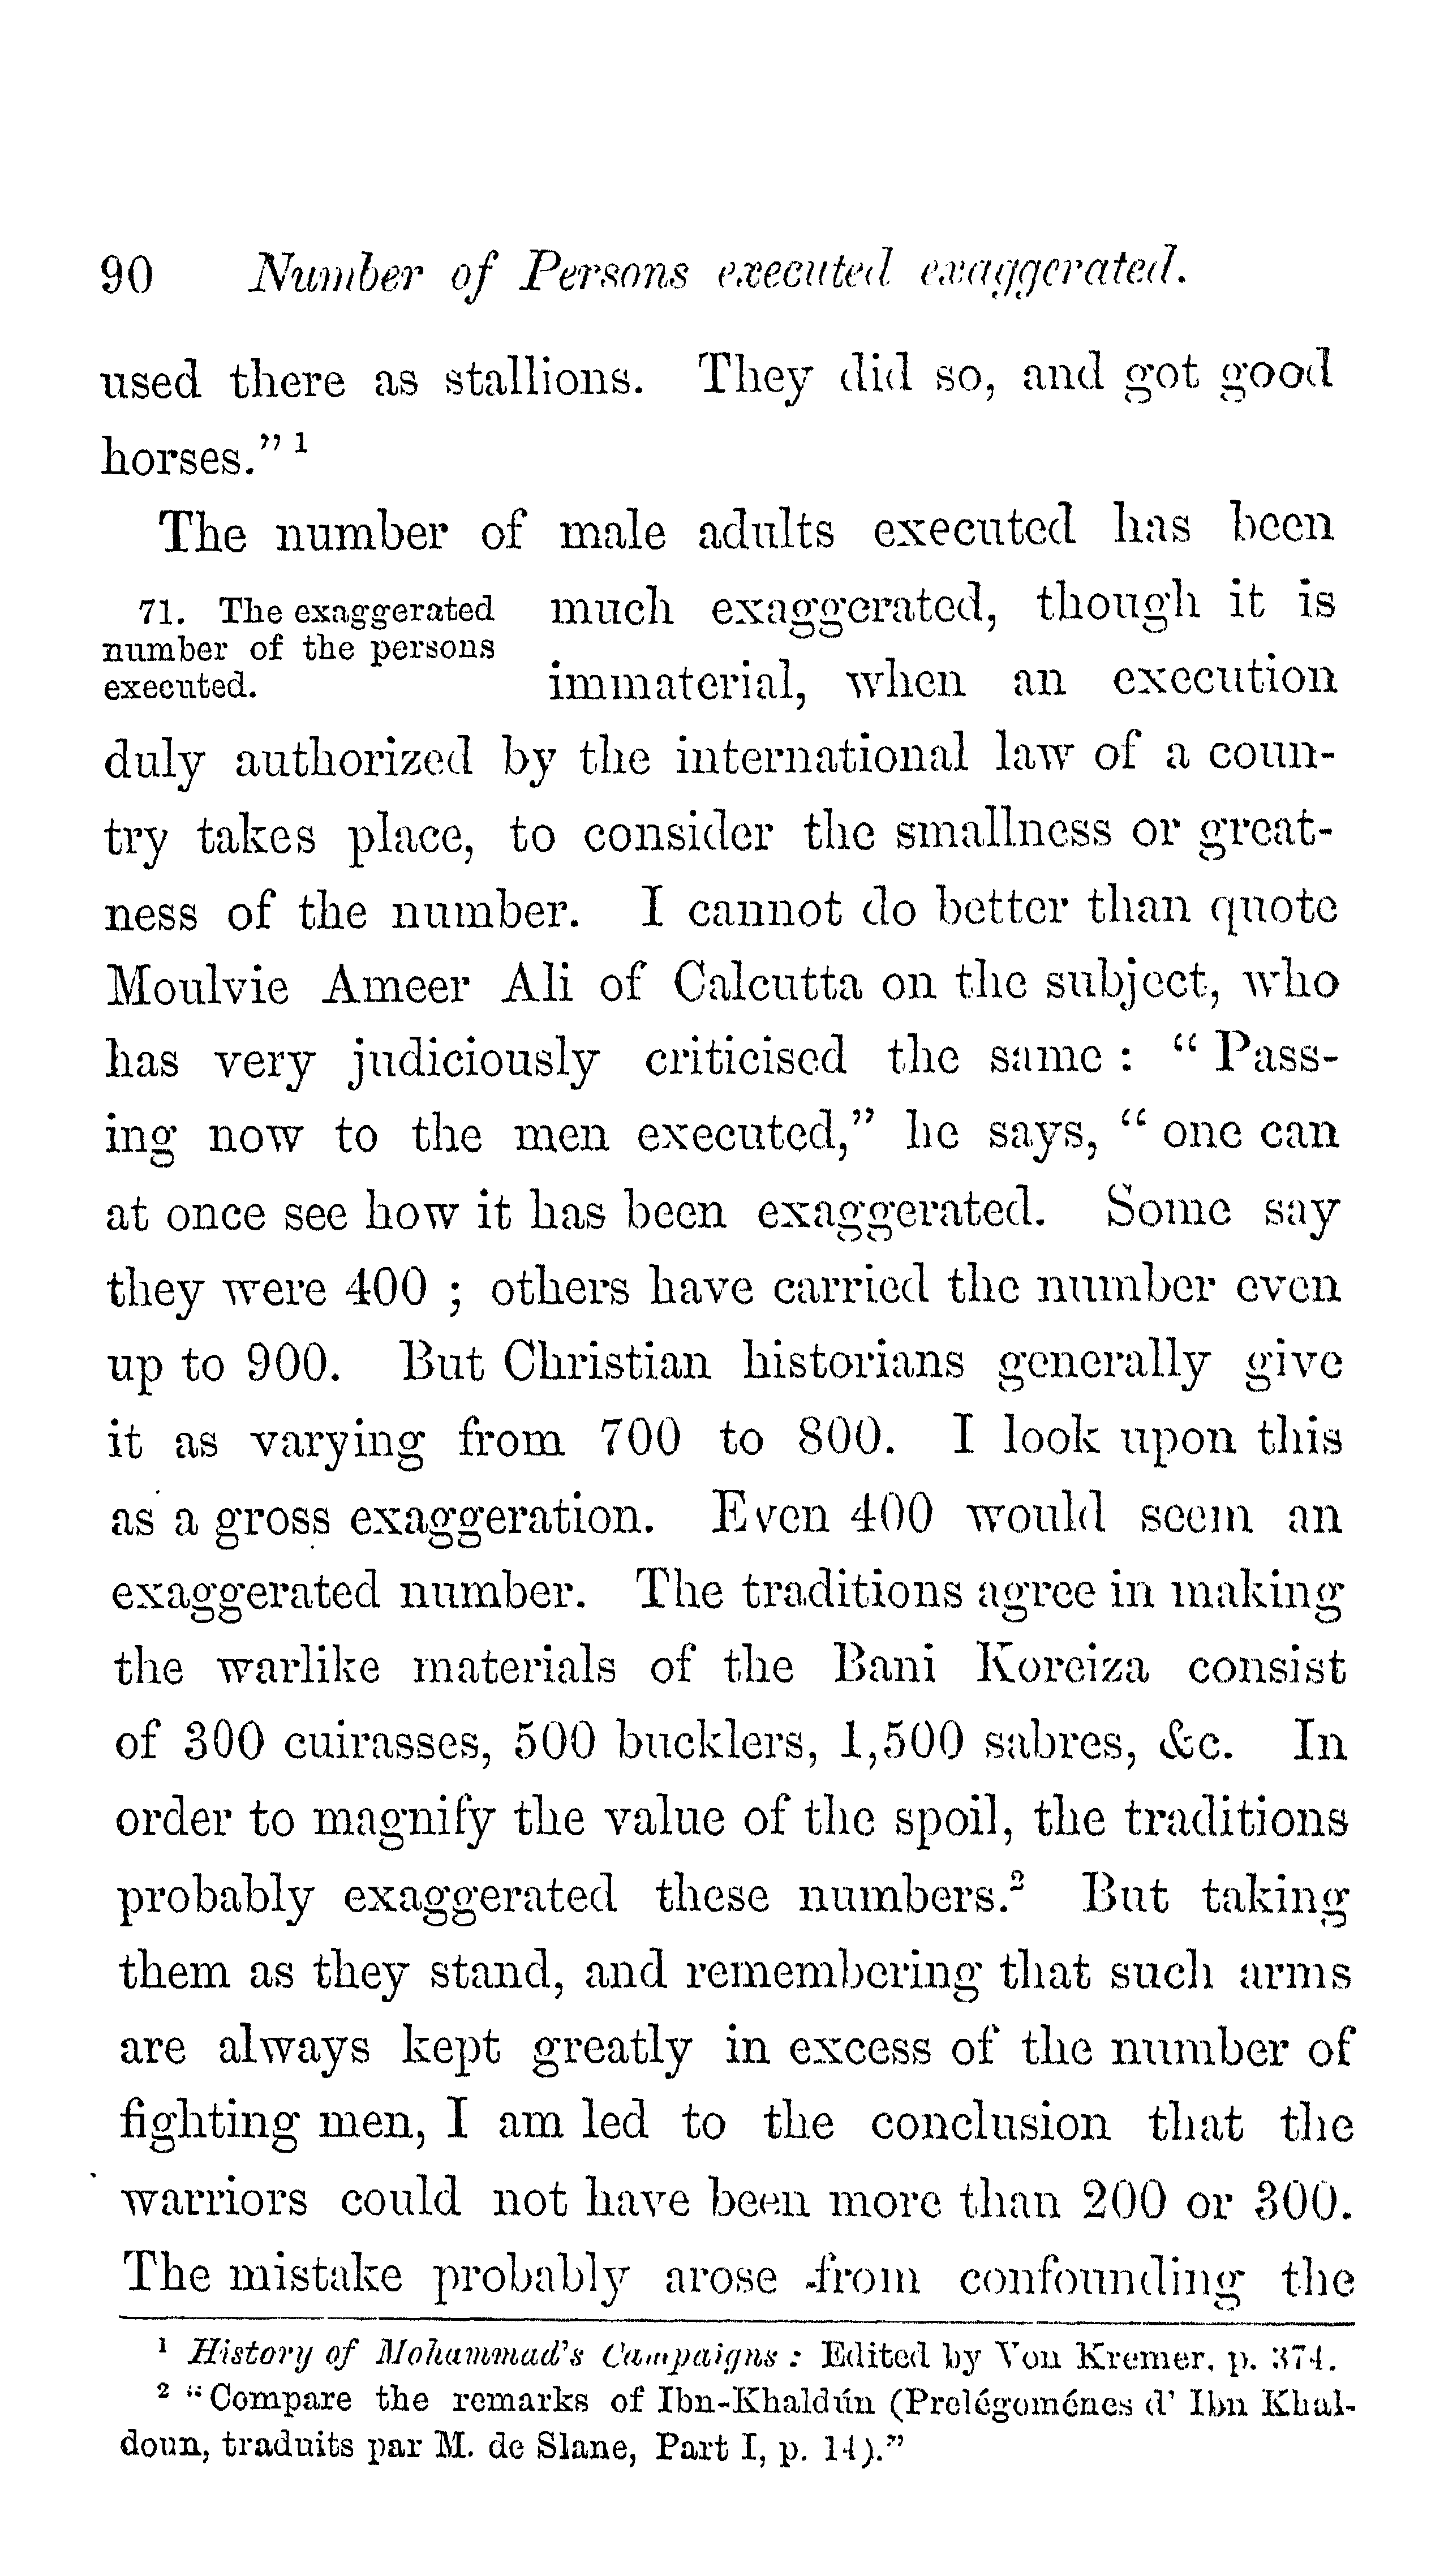 90 Number of Persons executed exaggerated.
used there as stallions. They did so, and got good
horses." 1
The number of male adults executed has been
71. The exaggerated
number of the persons
executed.
much exaggerated, though it is
immaterial, when an execution
duly authorized by the international law of a coun-
try takes place, to consider the smallness or great-
ness of the number. I cannot do better than quote
Moulvie Ameer Ali of Calcutta on the subject, who
has very judiciously criticised the same : " Pass-
ing now to the men executed," he says, " one can
at once see how it has been exaggerated. Some say
they were 400 ; others have carried the number even
up to 900. But Christian historians generally give
it as varying from 700 to 800. I look upon this
as a gross exaggeration. Even 400 would seem an
exaggerated number. The traditions agree in making
the warlike materials of the Bani Koreiza consist
of 300 cuirasses, 500 bucklers, 1,500 sabres, &c. In
order to magnify the value of the spoil, the traditions
probably exaggerated these numbers.2 But taking
them as they stand, and remembering that such arms
are always kept greatly in excess of the number of
fighting men, I am led to the conclusion that the
warriors could not have been more than 200 or 300.
The mistake probably arose from confounding the
1 History of Mohammad's Campaigns : Edited by Von Kremer, p. 374.
2 "Compare the remarks of Ibn-Khaldún (Prelégoménes d' Ibn Khal-
doun, traduits par M. de Slane, Part I, p. 14)."